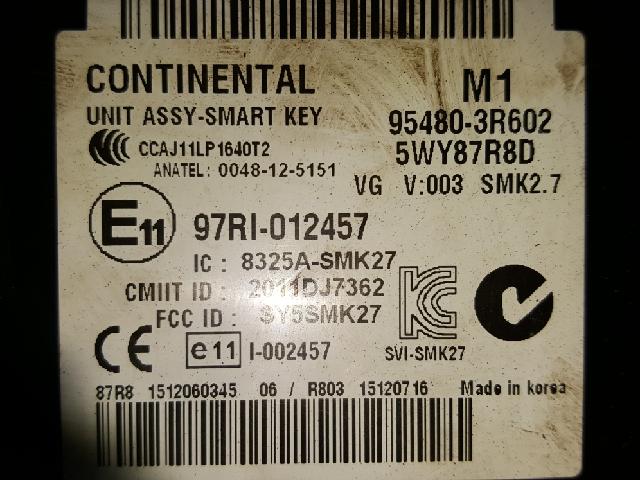 CONTINENTAL M1
UNIT ASSY-SMART KEY 95480-3R602
CCAJ11LP1640T2 5WY87R8D
ANATEL: 0048-12-5151
VG V:003 SMK2.7
E11 97RI-012457
IC : 8325A-SMK27
CMIIT ID : 2011DJ7362
FCC ID : SY5SMK27
CE e11 I-002457 SVI-SMK27
87R8 1512060345 06 / R803 15120716 Made in korea